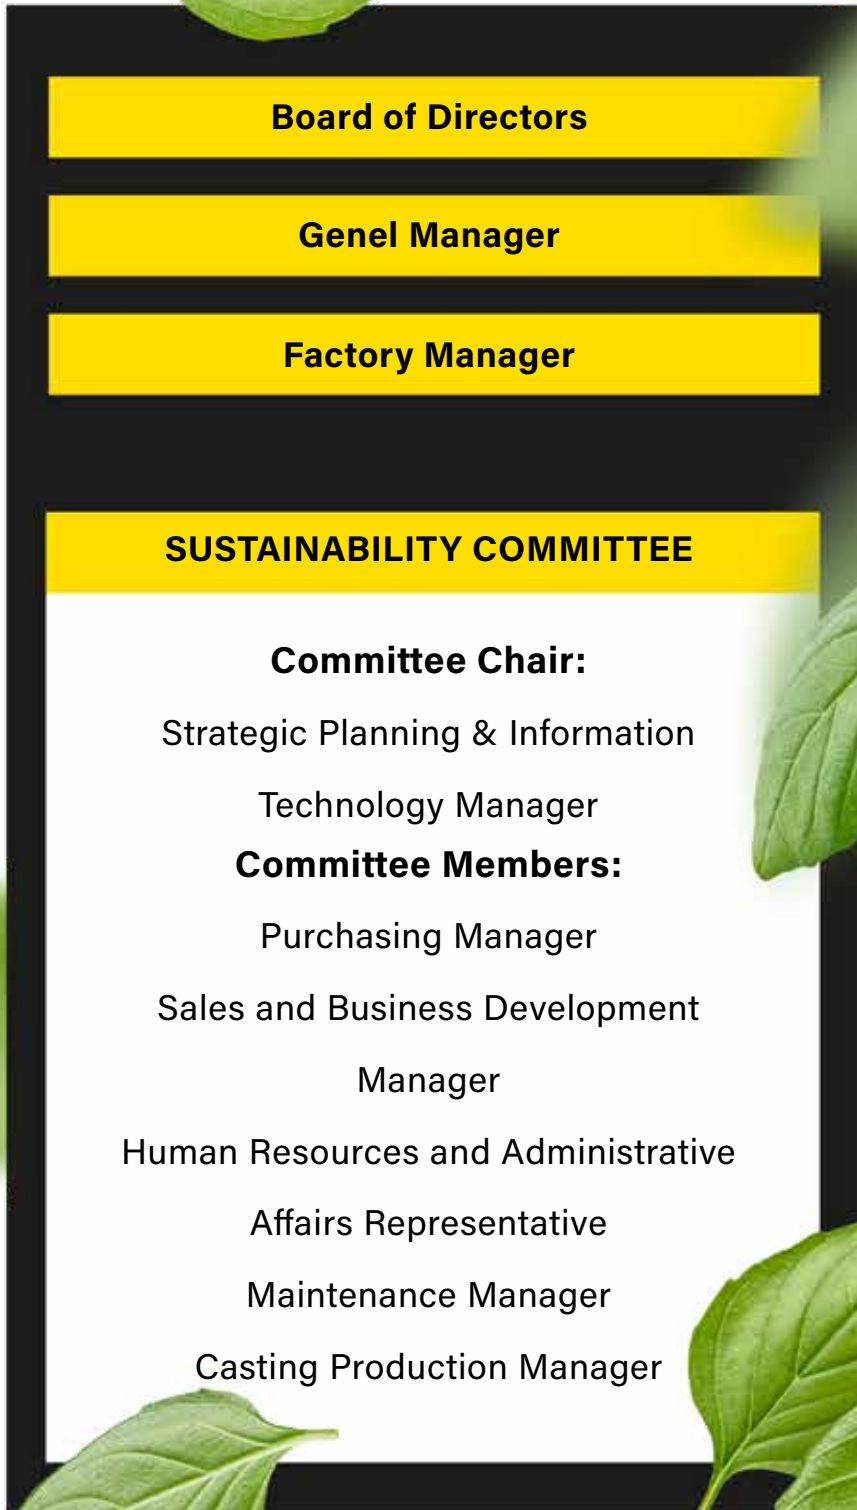 Board of Directors
Genel Manager
Factory Manager
SUSTAINABILITY COMMITTEE
Committee Chair:
Strategic Planning & Information
Technology Manager
Committee Members:
Purchasing Manager
Sales and Business Development
Manager
Human Resources and Administrative
Affairs Representative
Maintenance Manager
Casting Production Manager